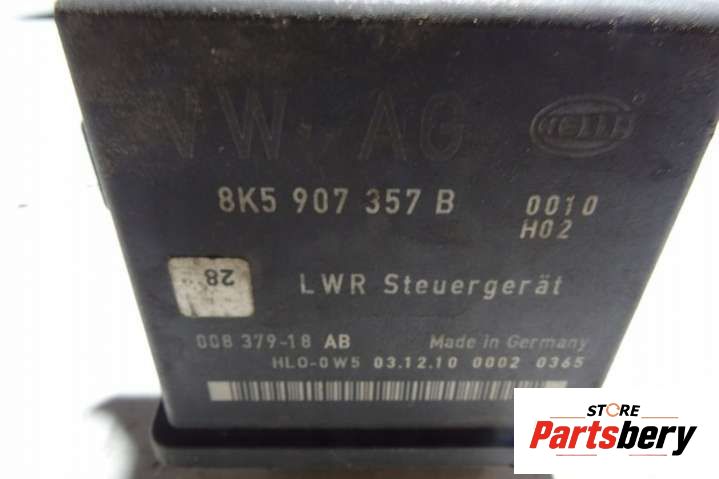 VW AG
HELLA
8K5 907 357 B
0010
H02
28
LWR Steuergerät
008 379-18 AB
Made in Germany
HLO-0W5 03.12.10 0002 0365
STORE
Partsbery